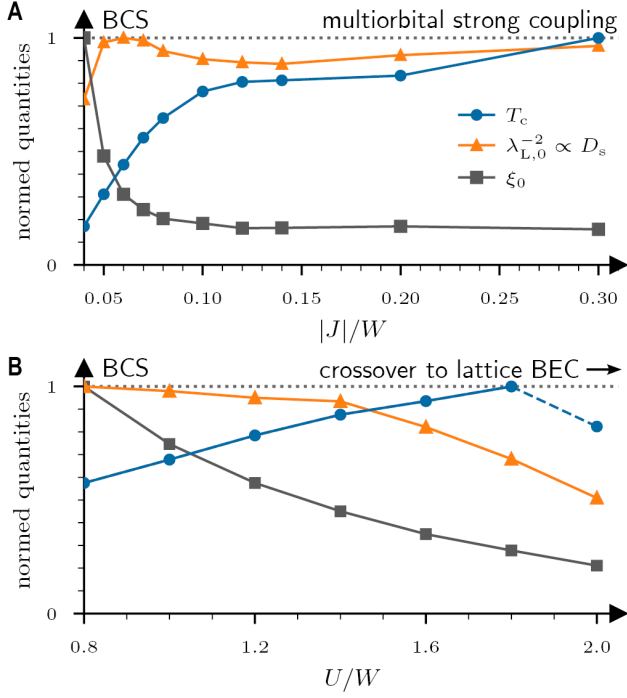 A
BCS
multiorbital strong coupling
1
normed quantities
T_c
λ_{L,0}^{−2} ∝ D_s
ξ_0
0
0.05
0.10
0.15
0.20
0.25
0.30
|J|/W
B
BCS
crossover to lattice BEC →
1
normed quantities
0
0.8
1.2
1.6
2.0
U/W